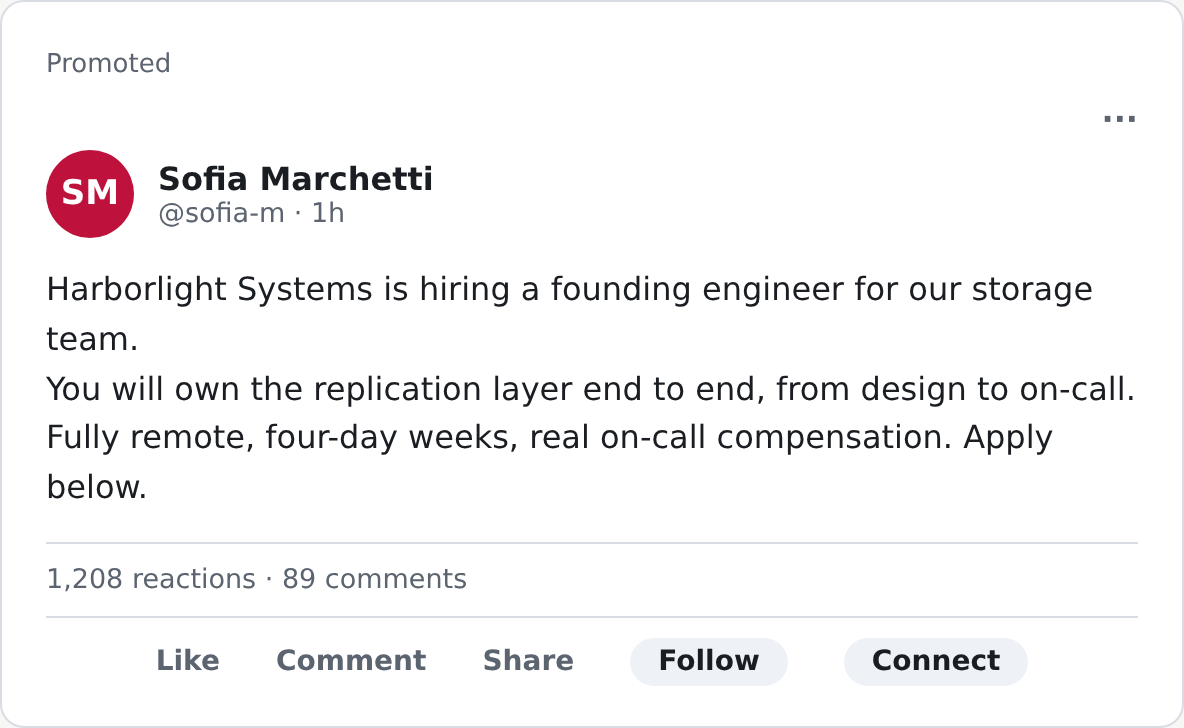 Promoted
...
SM
Sofia Marchetti
@sofia-m · 1h
Harborlight Systems is hiring a founding engineer for our storage
team.
You will own the replication layer end to end, from design to on-call.
Fully remote, four-day weeks, real on-call compensation. Apply
below.
1,208 reactions · 89 comments
Like Comment Share Follow Connect